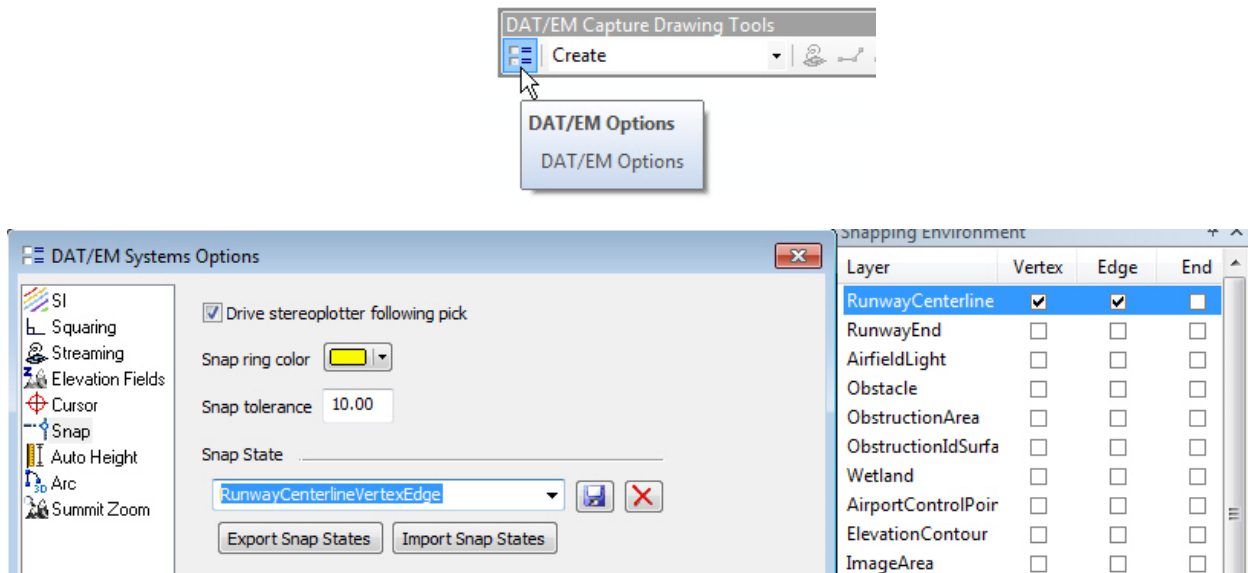 DAT/EM Capture Drawing Tools
Create
DAT/EM Options
DAT/EM Options
DAT/EM Systems Options
SI
Squaring
Streaming
Elevation Fields
Cursor
Snap
Auto Height
Arc
Summit Zoom
Drive stereoplotter following pick
Snap ring color
Snap tolerance 10.00
Snap State
RunwayCenterlineVertexEdge
Export Snap States Import Snap States
Snapping Environment
Layer Vertex Edge End
RunwayCenterline
RunwayEnd
AirfieldLight
Obstacle
ObstructionArea
ObstructionIdSurfa
Wetland
AirportControlPoin
ElevationContour
ImageArea